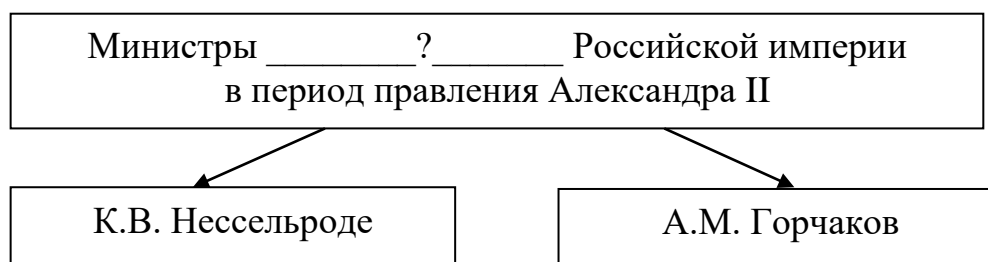 Министры ________?_______ Российской империи
в период правления Александра II
К.В. Нессельроде
А.М. Горчаков